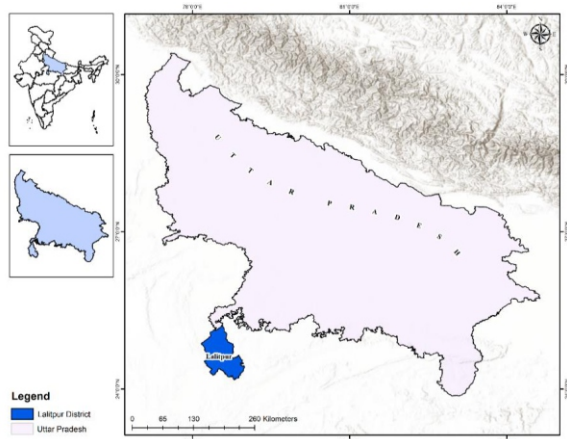 UTTAR PRADESH
Lalitpur
Legend
Lalitpur District
Uttar Pradesh
0 65 130 260 Kilometers